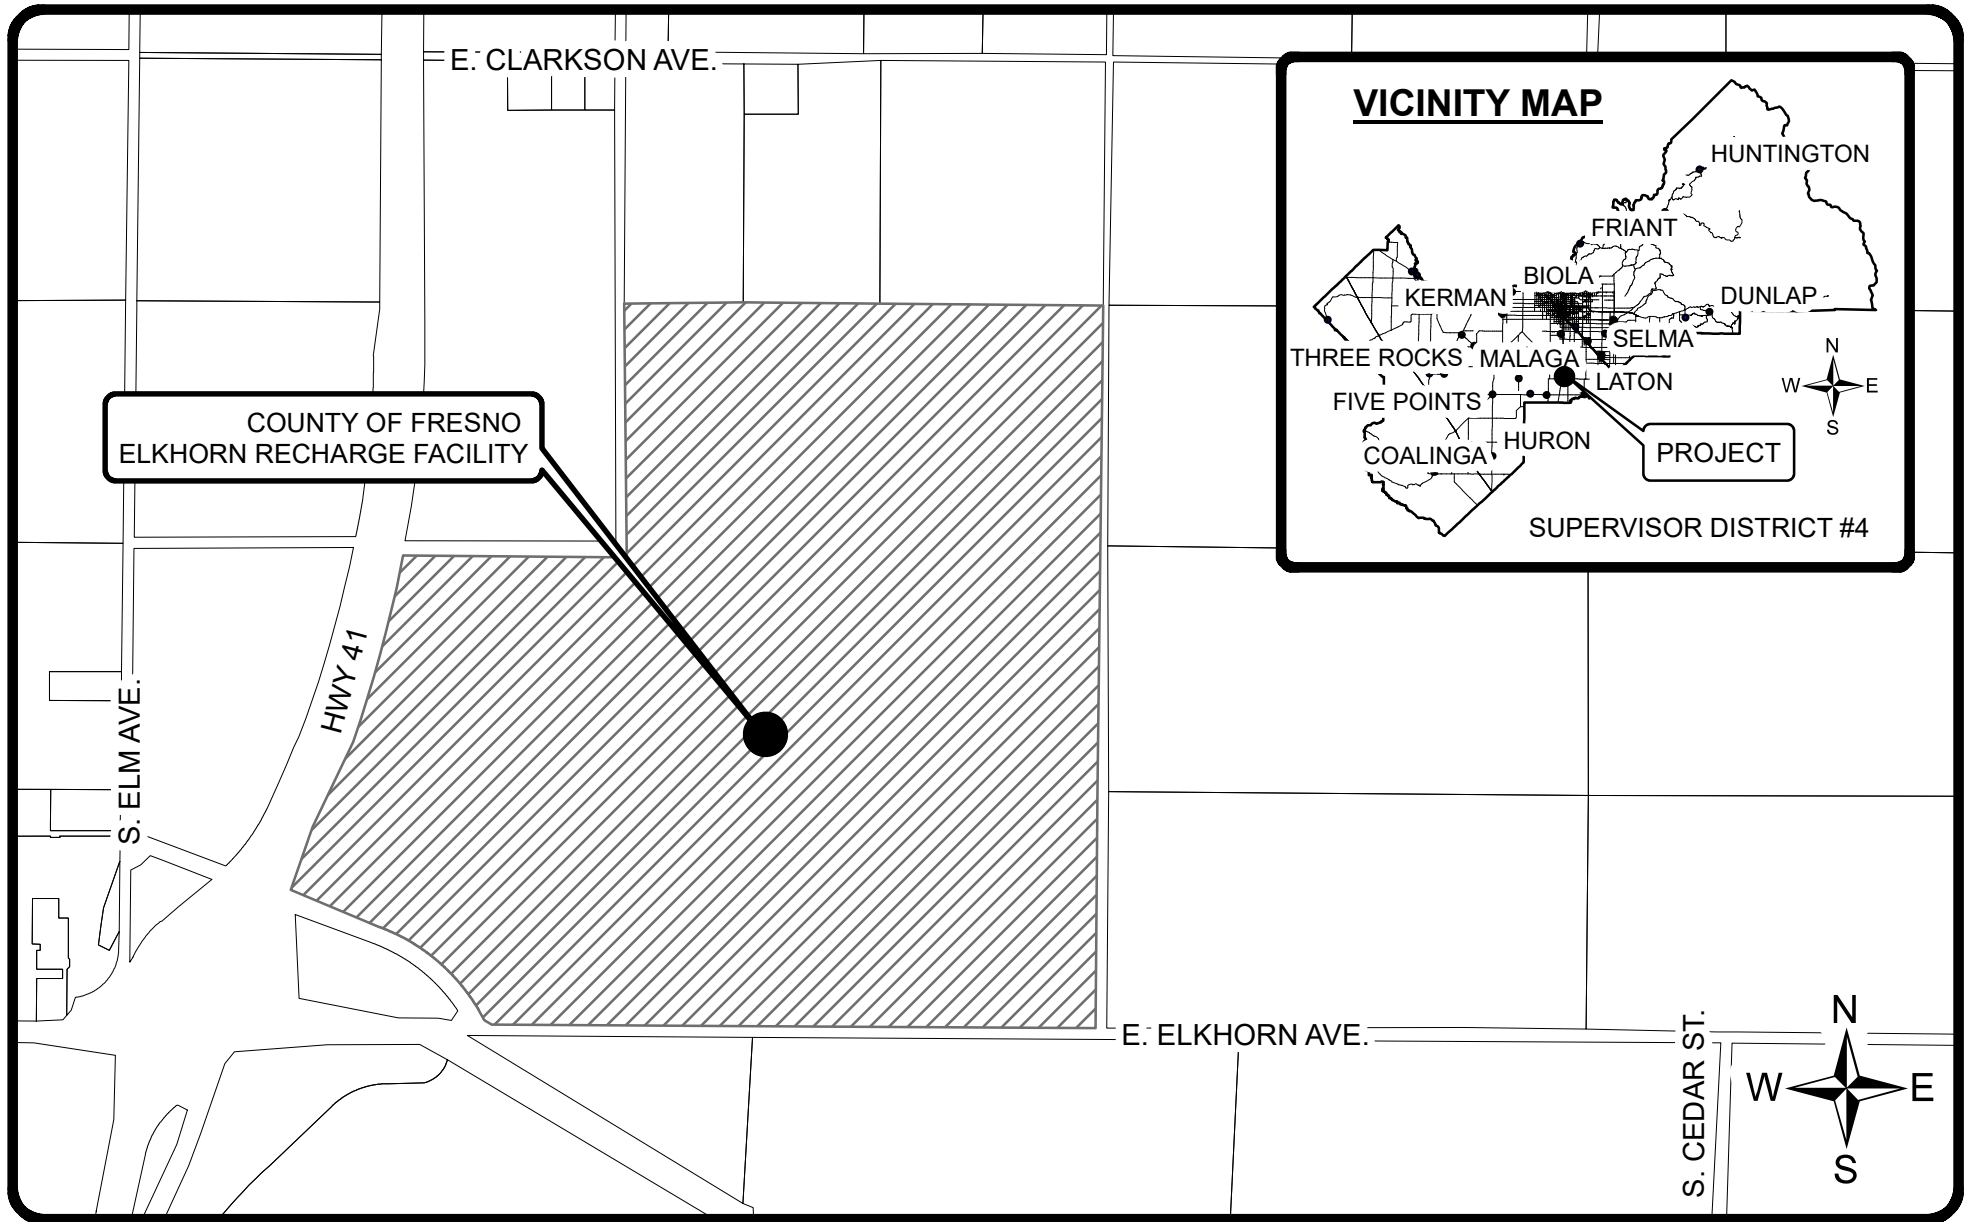 E. CLARKSON AVE.
VICINITY MAP
HUNTINGTON
FRIANT
BIOLA
KERMAN
DUNLAP
SELMA
THREE ROCKS
MALAGA
LATON
FIVE POINTS
HURON
COALINGA
PROJECT
N
W
E
S
SUPERVISOR DISTRICT #4
COUNTY OF FRESNO
ELKHORN RECHARGE FACILITY
HWY 41
S. ELM AVE.
E. ELKHORN AVE.
S. CEDAR ST.
N
W
E
S